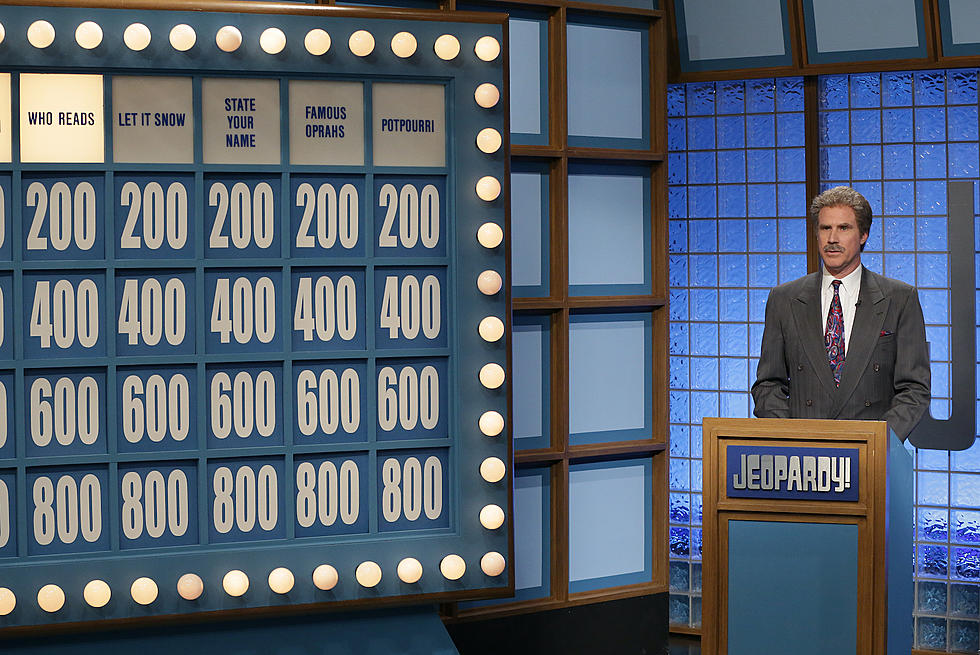 WHO READS
LET IT SNOW
STATE
YOUR
NAME
FAMOUS
OPRAHS
POTPOURRI
200 200 200 200 200
400 400 400 400 400
600 600 600 600 600
800 800 800 800 800
JEOPARDY!
J